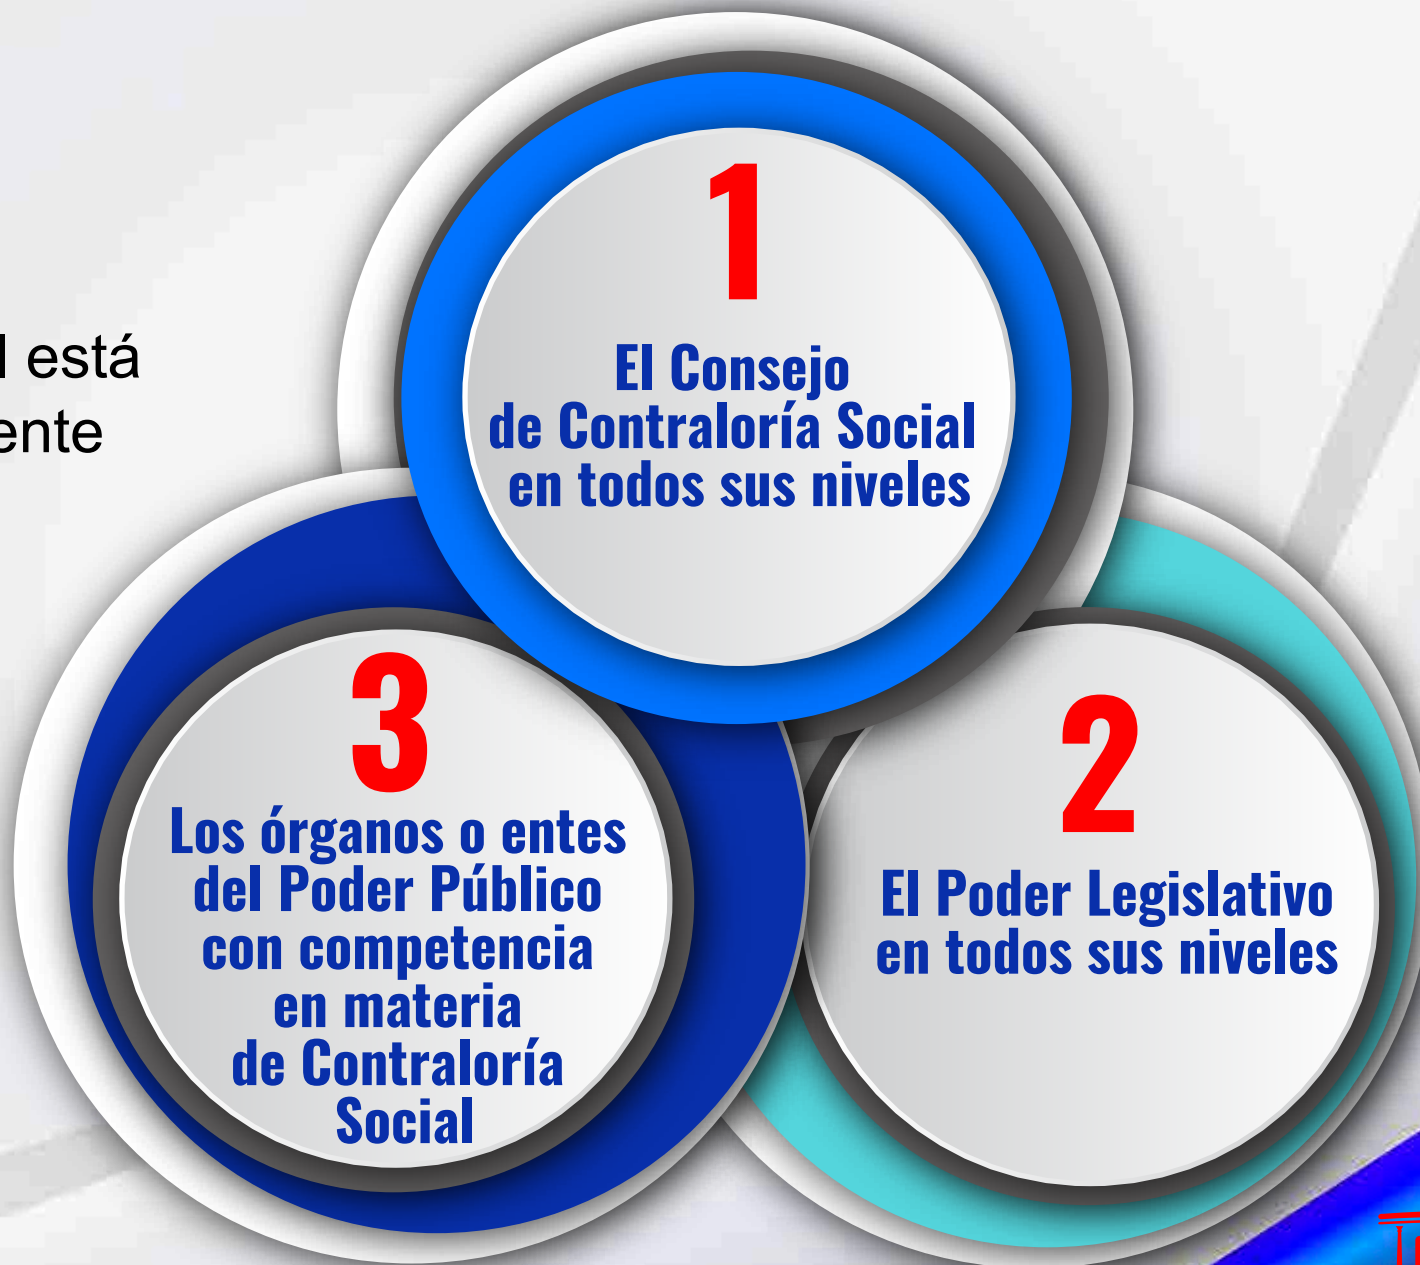 está
1
El Consejo
de Contraloría Social
en todos sus niveles
3
Los órganos o entes
del Poder Público
con competencia
en materia
de Contraloría
Social
2
El Poder Legislativo
en todos sus niveles